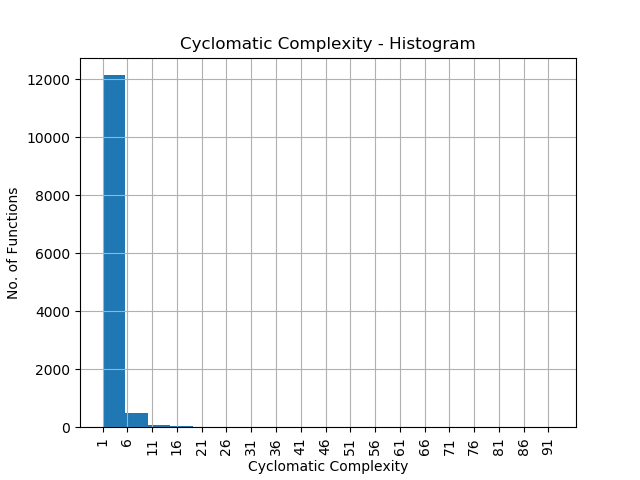 Cyclomatic Complexity - Histogram
No. of Functions
12000
10000
8000
6000
4000
2000
0
1 6 11 16 21 26 31 36 41 46 51 56 61 66 71 76 81 86 91
Cyclomatic Complexity